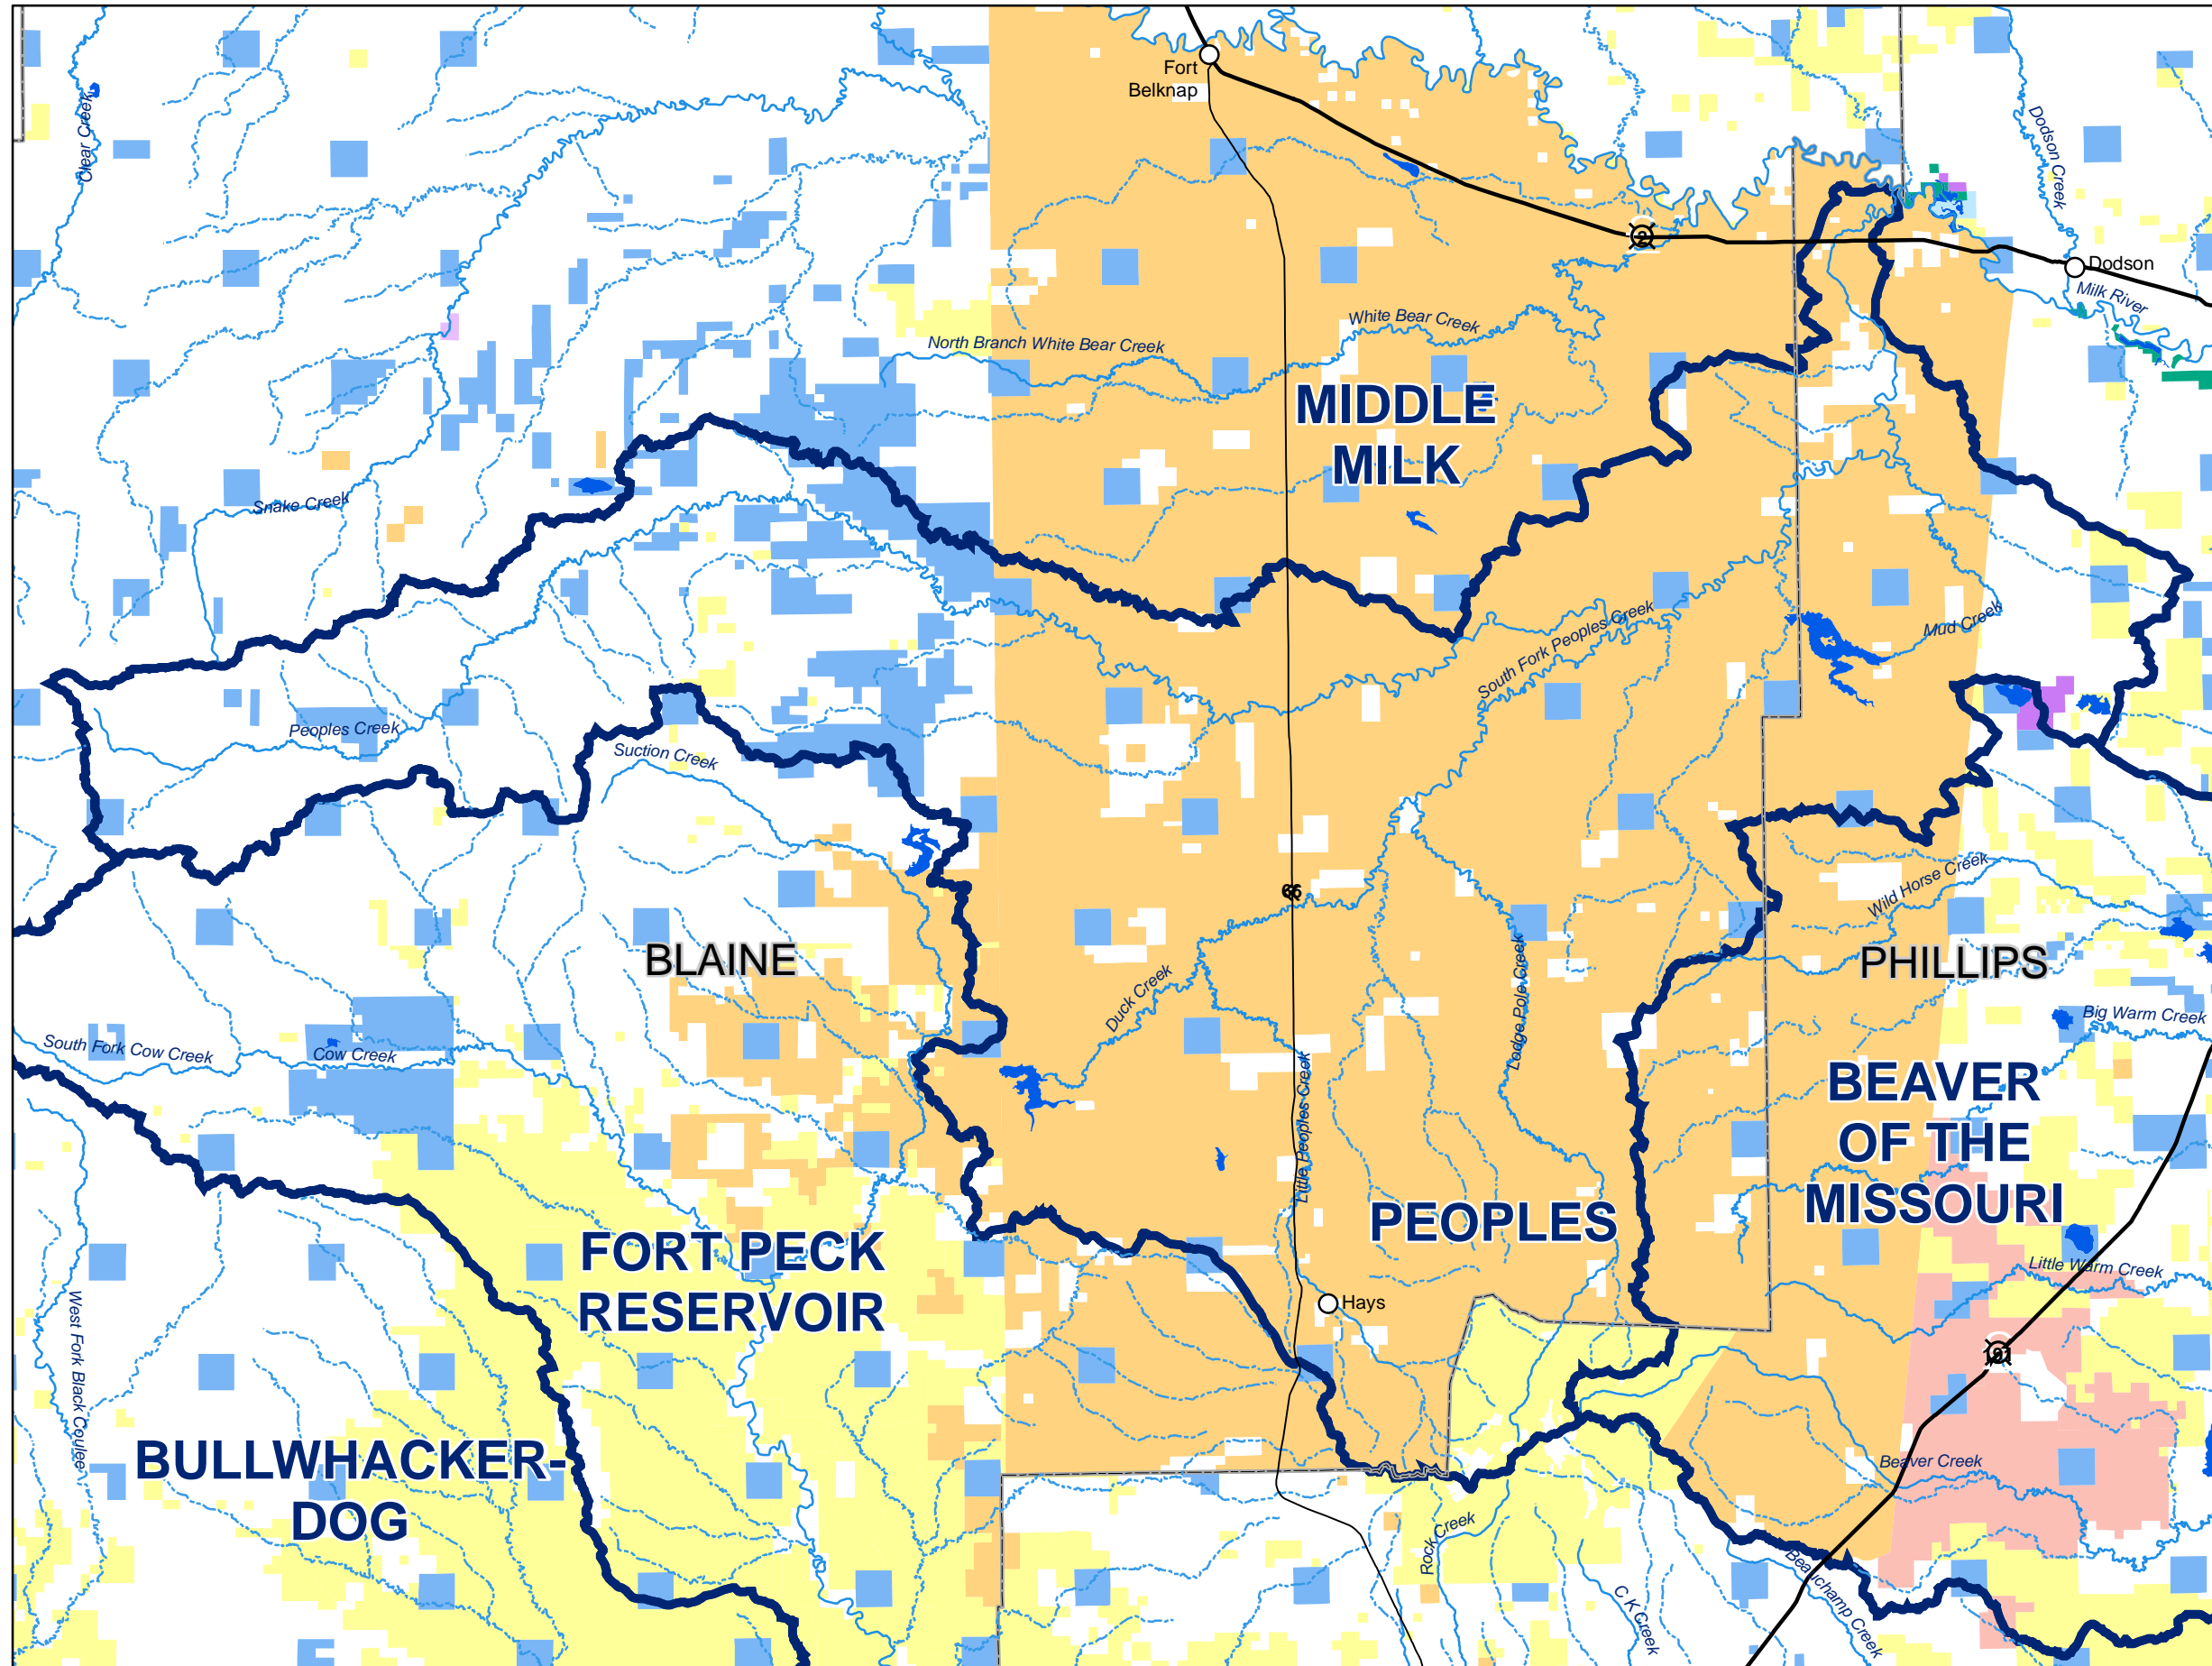 Fort
Belknap
Clear Creek
Dodson Creek
2
Dodson
Milk River
North Branch White Bear Creek
White Bear Creek
MIDDLE
MILK
Snake Creek
South Fork Peoples Creek
Mud Creek
Peoples Creek
Suction Creek
66
Wild Horse Creek
BLAINE
PHILLIPS
Duck Creek
Lodge Pole Creek
Big Warm Creek
South Fork Cow Creek
Cow Creek
Little Peoples Creek
BEAVER
OF THE
MISSOURI
PEOPLES
FORT PECK
RESERVOIR
Little Warm Creek
Hays
West Fork Black Coulee
BULLWHACKER-
DOG
Beaver Creek
Rock Creek
C K Creek
Beauchamp Creek